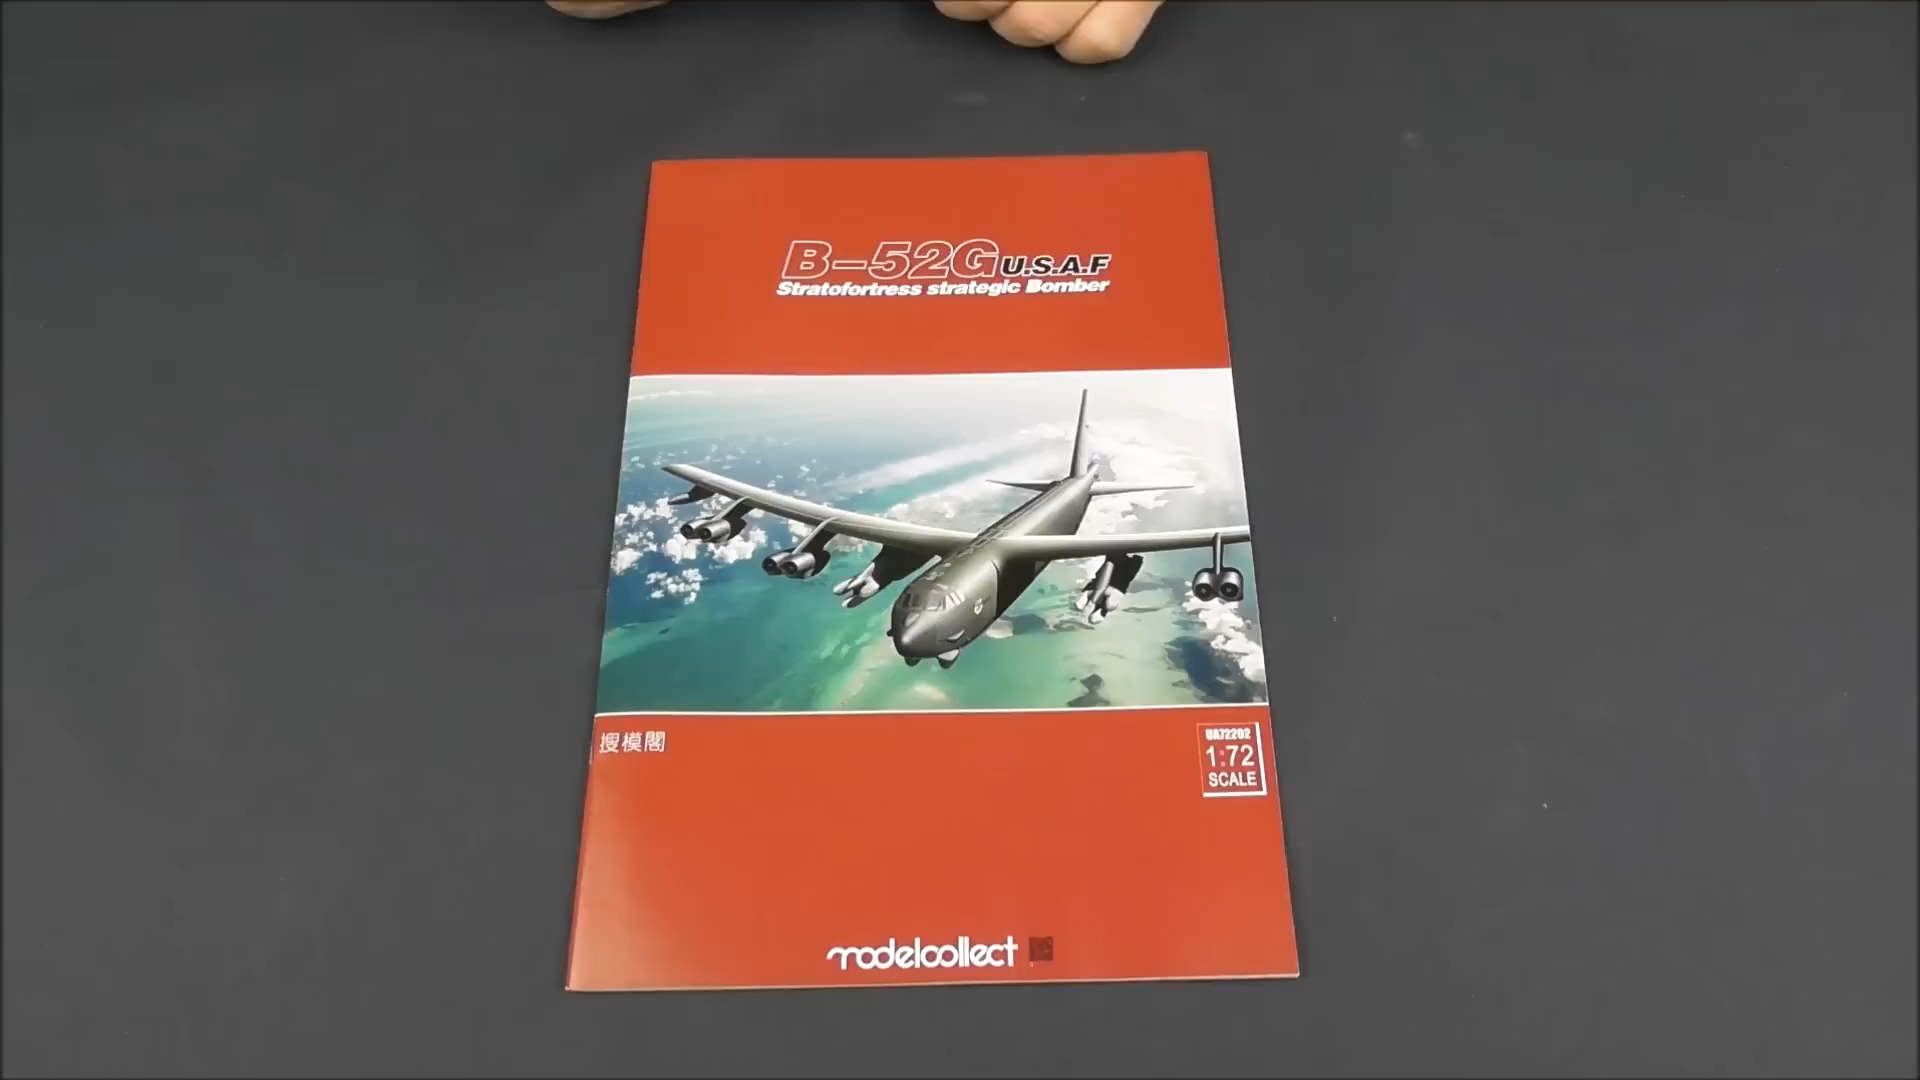 B-52G U.S.A.F
Stratofortress strategic Bomber
搜模閣
UA72202
1:72
SCALE
modelcollect